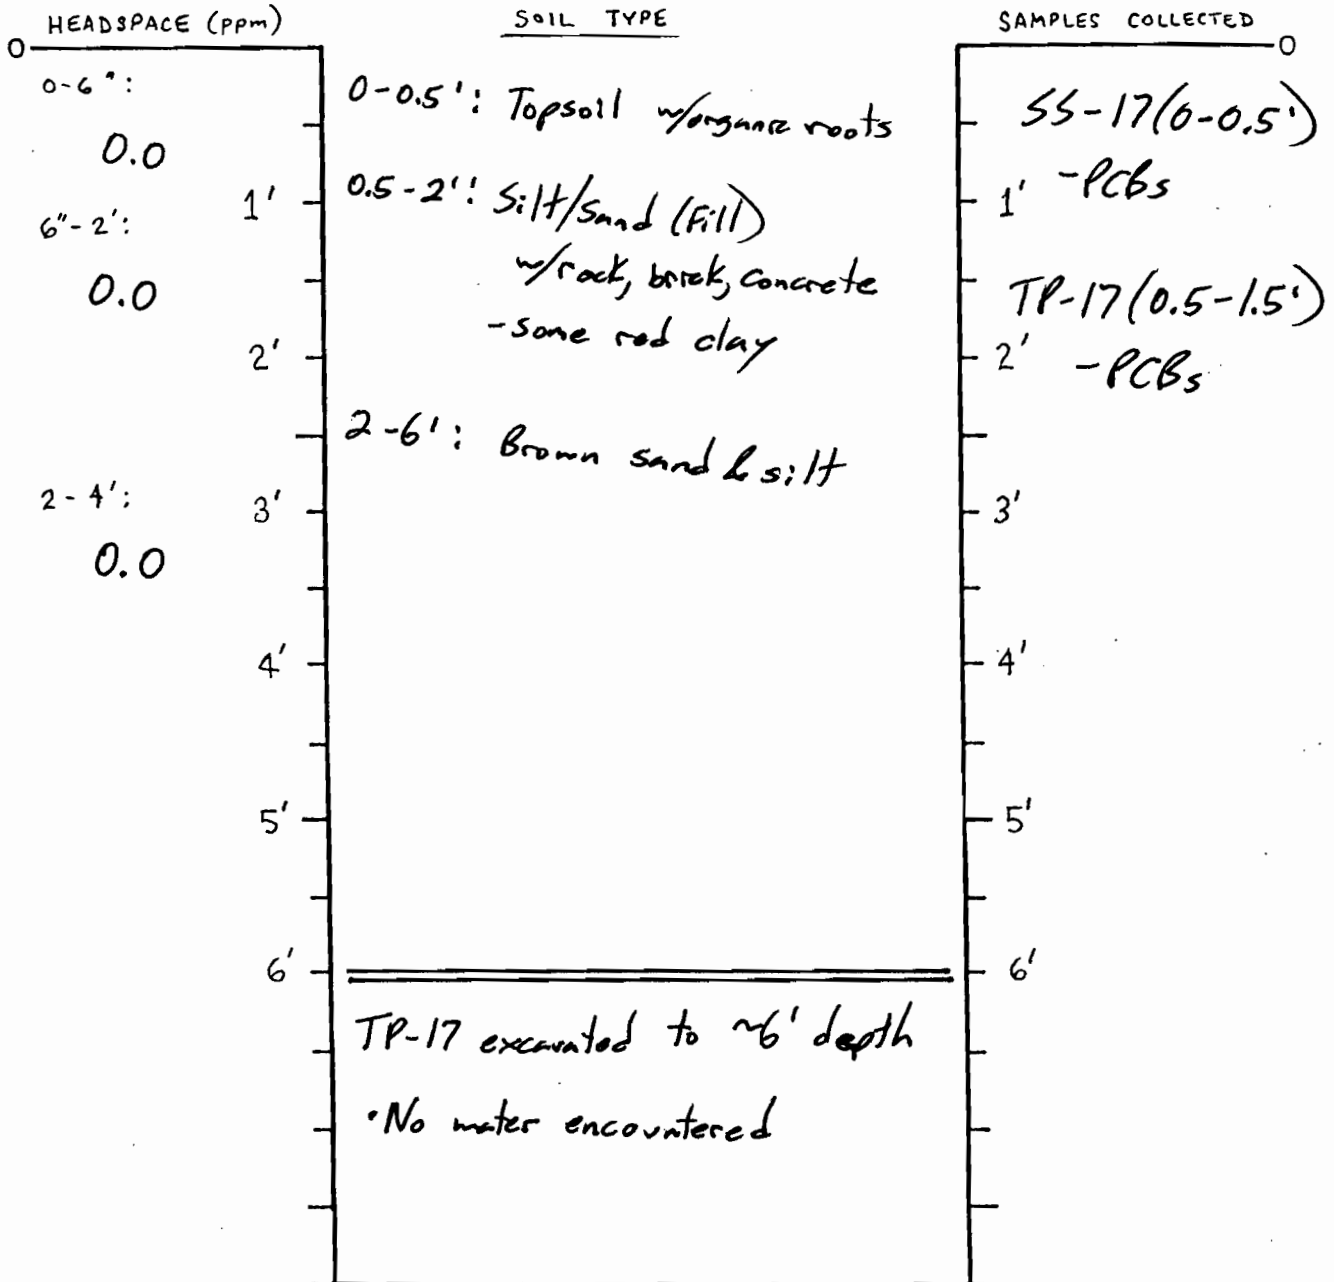 HEADSPACE (ppm)
0
0-6":
0.0
1'
6"-2':
0.0
2'
2-4':
3'
0.0
4'
5'
6'
SOIL TYPE
0-0.5': Topsoil w/organic roots
0.5-2': Silt/Sand (Fill)
w/rock, brick, concrete
-some red clay
2-6': Brown sand & silt
TP-17 excavated to ~6' depth
•No water encountered
SAMPLES COLLECTED
0
SS-17(0-0.5')
1' -PCBs
TP-17(0.5-1.5')
2' -PCBs
3'
4'
5'
6'